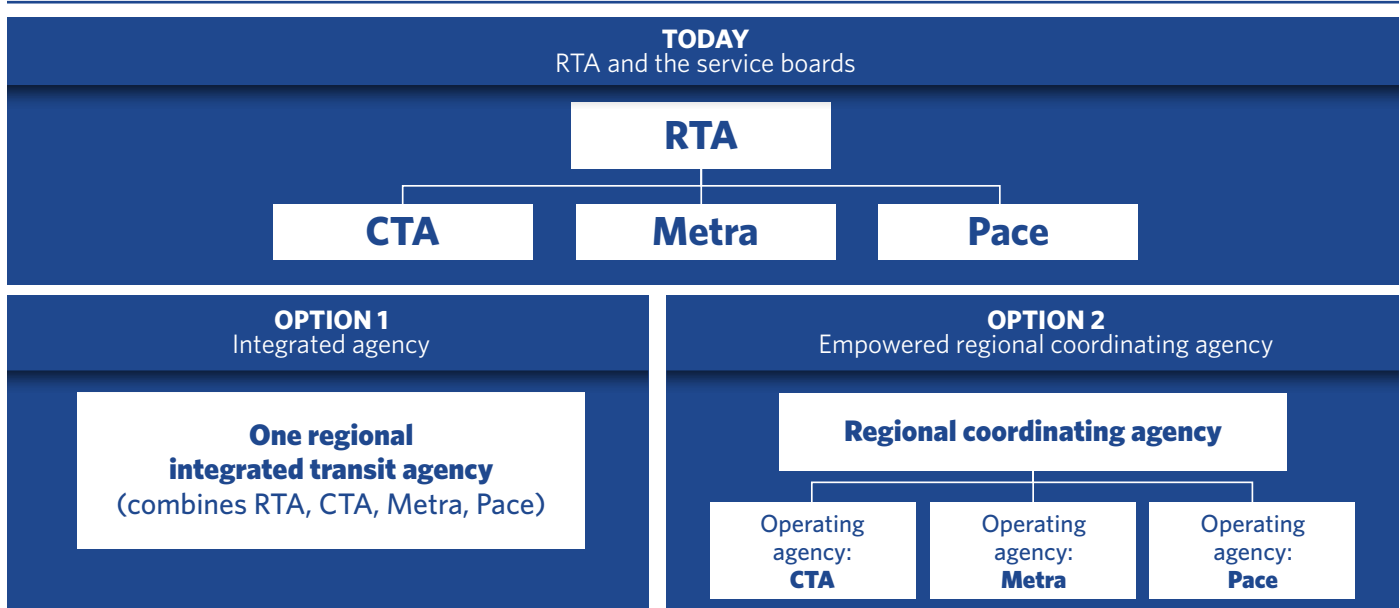 TODAY
RTA and the service boards
RTA
CTA
Metra
Pace
OPTION 1
Integrated agency
One regional
integrated transit agency
(combines RTA, CTA, Metra, Pace)
OPTION 2
Empowered regional coordinating agency
Regional coordinating agency
Operating
agency:
CTA
Operating
agency:
Metra
Operating
agency:
Pace